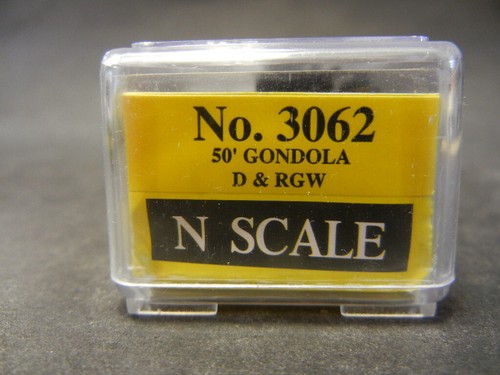 No. 3062
50' GONDOLA
D & RGW
N SCALE